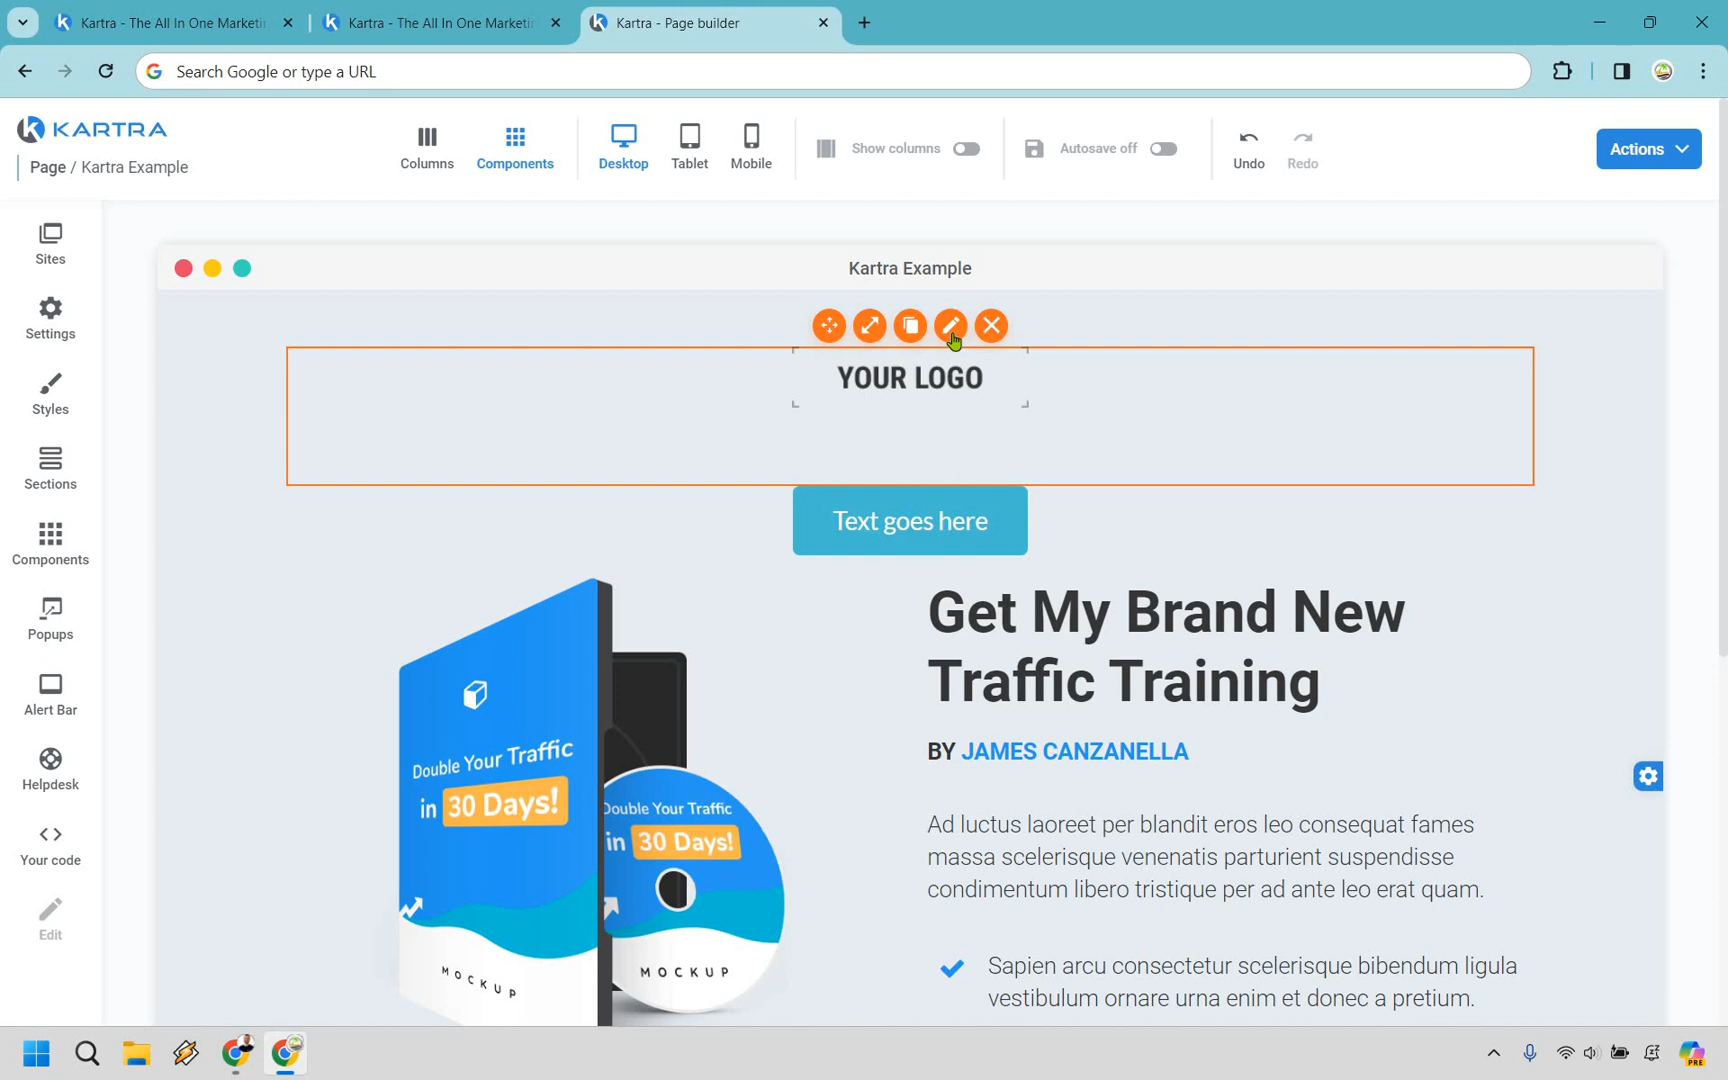 Kartra - The All In One Marketi
Kartra - The All In One Marketin
Kartra - Page builder
Search Google or type a URL
KARTRA
Page / Kartra Example
Columns
Components
Desktop
Tablet
Mobile
Show columns
Autosave off
Undo
Redo
Actions
Sites
Settings
Styles
Sections
Components
Popups
Alert Bar
Helpdesk
Your code
Edit
Kartra Example
YOUR LOGO
Text goes here
Double Your Traffic
in 30 Days!
MOCKUP
Double Your Traffic
in 30 Days!
MOCKUP
Get My Brand New
Traffic Training
BY JAMES CANZANELLA
Ad luctus laoreet per blandit eros leo consequat fames
massa scelerisque venenatis parturient suspendisse
condimentum libero tristique per ad ante leo erat quam.
Sapien arcu consectetur scelerisque bibendum ligula
vestibulum ornare urna enim et donec a pretium.
PRE